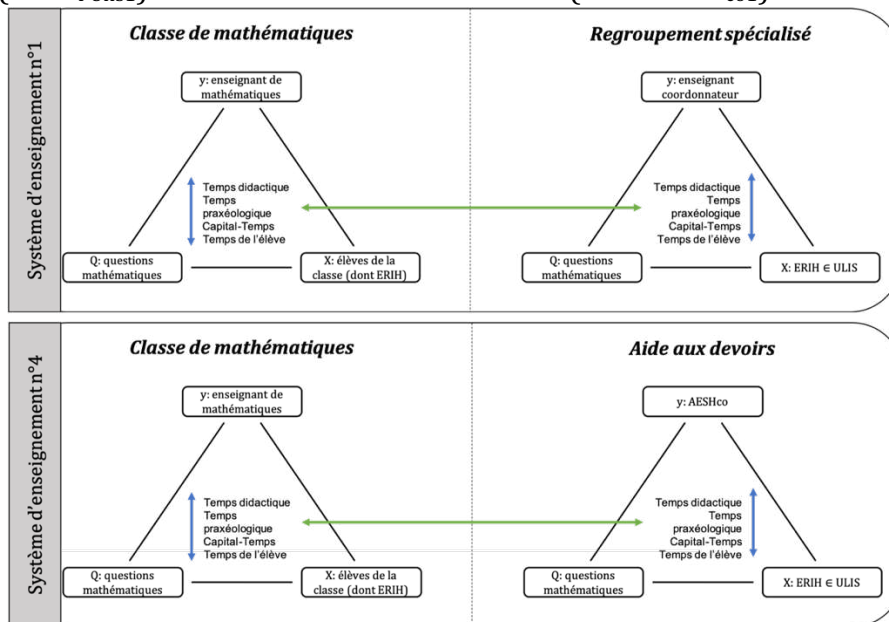 Système d'enseignement n°1
Classe de mathématiques
Regroupement spécialisé
y: enseignant de
mathématiques
y: enseignant
coordonnateur
Temps didactique
Temps
praxéologique
Capital-Temps
Temps de l'élève
Temps didactique
Temps
praxéologique
Capital-Temps
Temps de l'élève
Q: questions
mathématiques
X: élèves de la
classe (dont ERIH)
Q: questions
mathématiques
X: ERIH ∈ ULIS
Système d'enseignement n°4
Classe de mathématiques
Aide aux devoirs
y: enseignant de
mathématiques
y: AESHco
Temps didactique
Temps
praxéologique
Capital-Temps
Temps de l'élève
Temps didactique
Temps
praxéologique
Capital-Temps
Temps de l'élève
Q: questions
mathématiques
X: élèves de la
classe (dont ERIH)
Q: questions
mathématiques
X: ERIH ∈ ULIS